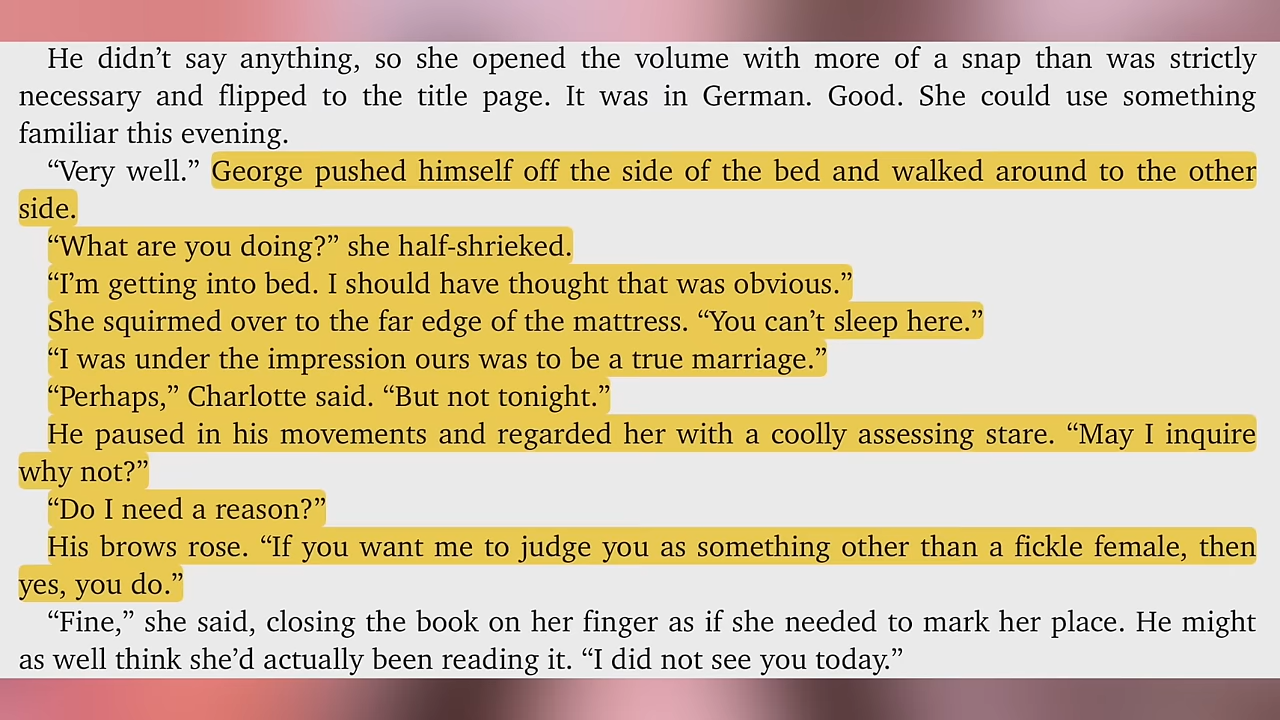 He didn’t say anything, so she opened the volume with more of a snap than was strictly
necessary and flipped to the title page. It was in German. Good. She could use something
familiar this evening.
“Very well.” George pushed himself off the side of the bed and walked around to the other
side.
“What are you doing?” she half-shrieked.
“I’m getting into bed. I should have thought that was obvious.”
She squirmed over to the far edge of the mattress. “You can’t sleep here.”
“I was under the impression ours was to be a true marriage.”
“Perhaps,” Charlotte said. “But not tonight.”
He paused in his movements and regarded her with a coolly assessing stare. “May I inquire
why not?”
“Do I need a reason?”
His brows rose. “If you want me to judge you as something other than a fickle female, then
yes, you do.”
“Fine,” she said, closing the book on her finger as if she needed to mark her place. He might
as well think she’d actually been reading it. “I did not see you today.”